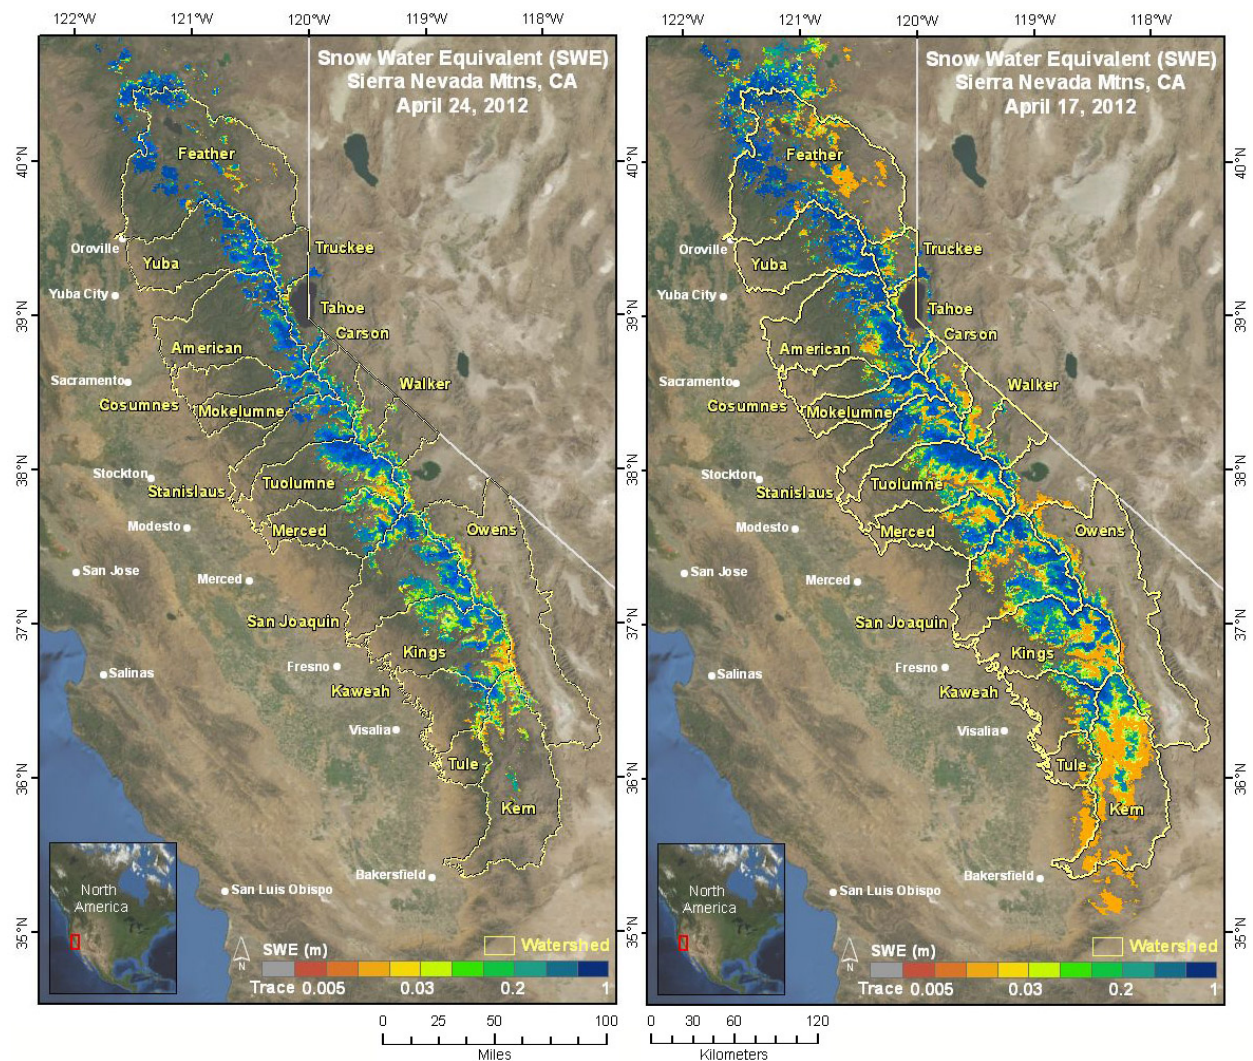 122°W 121°W 120°W 119°W 118°W
122°W 121°W 120°W 119°W 118°W
Snow Water Equivalent (SWE)
Sierra Nevada Mtns, CA
April 24, 2012
40°N
39°N
38°N
37°N
36°N
35°N
Feather
Oroville
Truckee
Yuba
Yuba City
Tahoe
Carson
American
Sacramento
Walker
Cosumnes
Mokelumne
Stockton
Tuolumne
Stanislaus
Modesto
Merced
Owens
San Jose
Merced
San Joaquin
Kings
Fresno
Salinas
Kaweah
Visalia
Tule
Kern
Bakersfield
San Luis Obispo
North
America
N
SWE (m)
Watershed
Trace 0.005 0.03 0.2 1
Snow Water Equivalent (SWE)
Sierra Nevada Mtns, CA
April 17, 2012
40°N
39°N
38°N
37°N
36°N
35°N
Feather
Oroville
Truckee
Yuba
Yuba City
Tahoe
Carson
American
Sacramento
Walker
Cosumnes
Mokelumne
Stockton
Tuolumne
Stanislaus
Modesto
Merced
Owens
San Jose
Merced
San Joaquin
Kings
Fresno
Salinas
Kaweah
Visalia
Tule
Kern
Bakersfield
San Luis Obispo
North
America
N
SWE (m)
Watershed
Trace 0.005 0.03 0.2 1
40°N
39°N
38°N
37°N
36°N
35°N
0 25 50 100
Miles
0 30 60 120
Kilometers